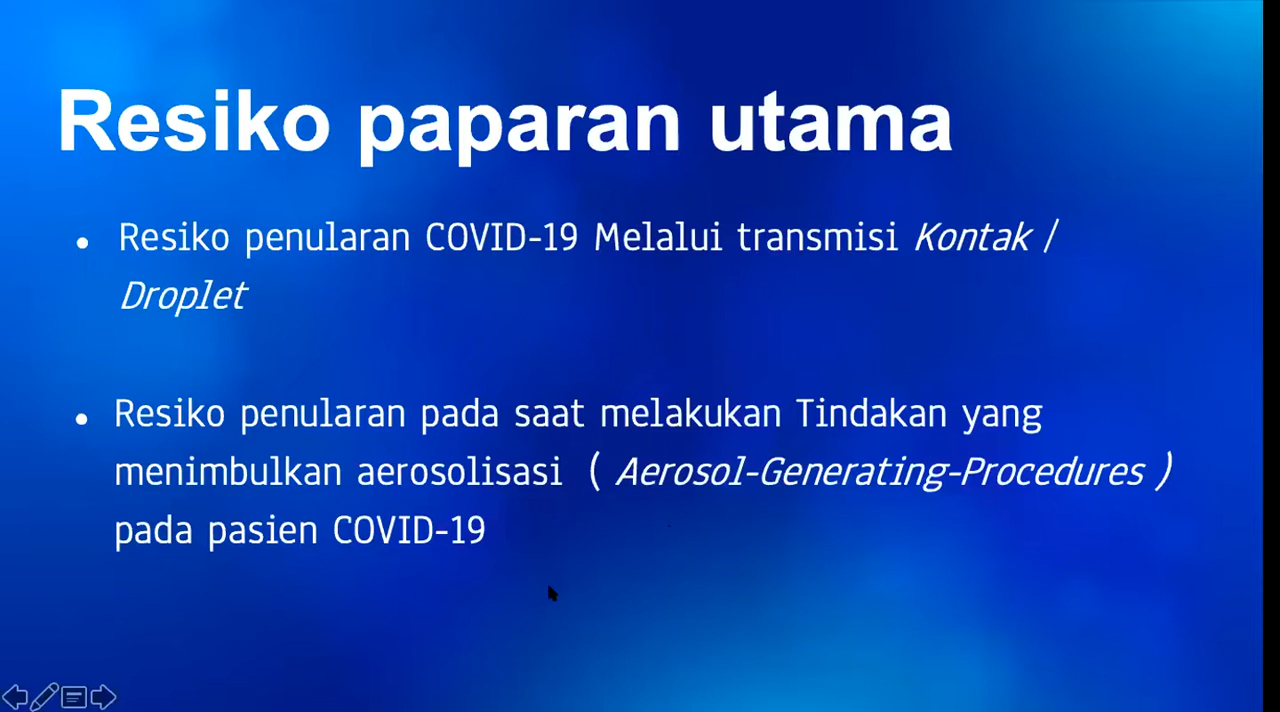 Resiko paparan utama
• Resiko penularan COVID-19 Melalui transmisi Kontak /
Droplet
• Resiko penularan pada saat melakukan Tindakan yang
menimbulkan aerosolisasi ( Aerosol-Generating-Procedures )
pada pasien COVID-19